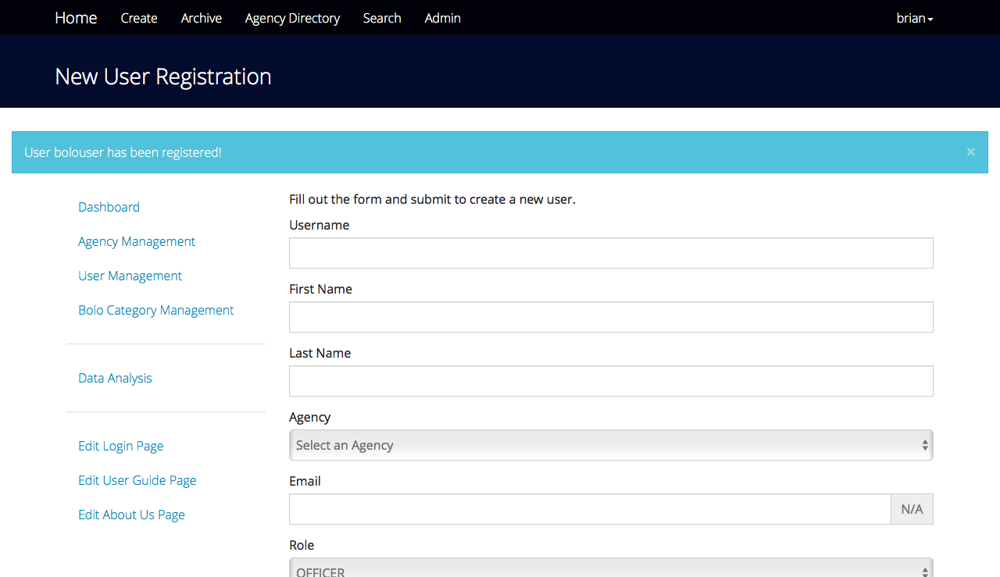 Home Create Archive Agency Directory Search Admin brian
New User Registration
User bolouser has been registered! ×
Fill out the form and submit to create a new user.
Dashboard
Agency Management
User Management
Bolo Category Management
Data Analysis
Edit Login Page
Edit User Guide Page
Edit About Us Page
Username
First Name
Last Name
Agency
Select an Agency
Email
N/A
Role
OFFICER